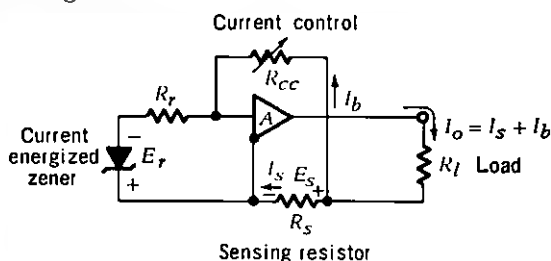 Current control
R_cc
R_r
A
I_b
I_o = I_s + I_b
Current
energized
zener
−
E_r
+
I_s
−
E_s
+
R_s
R_l
Load
Sensing resistor